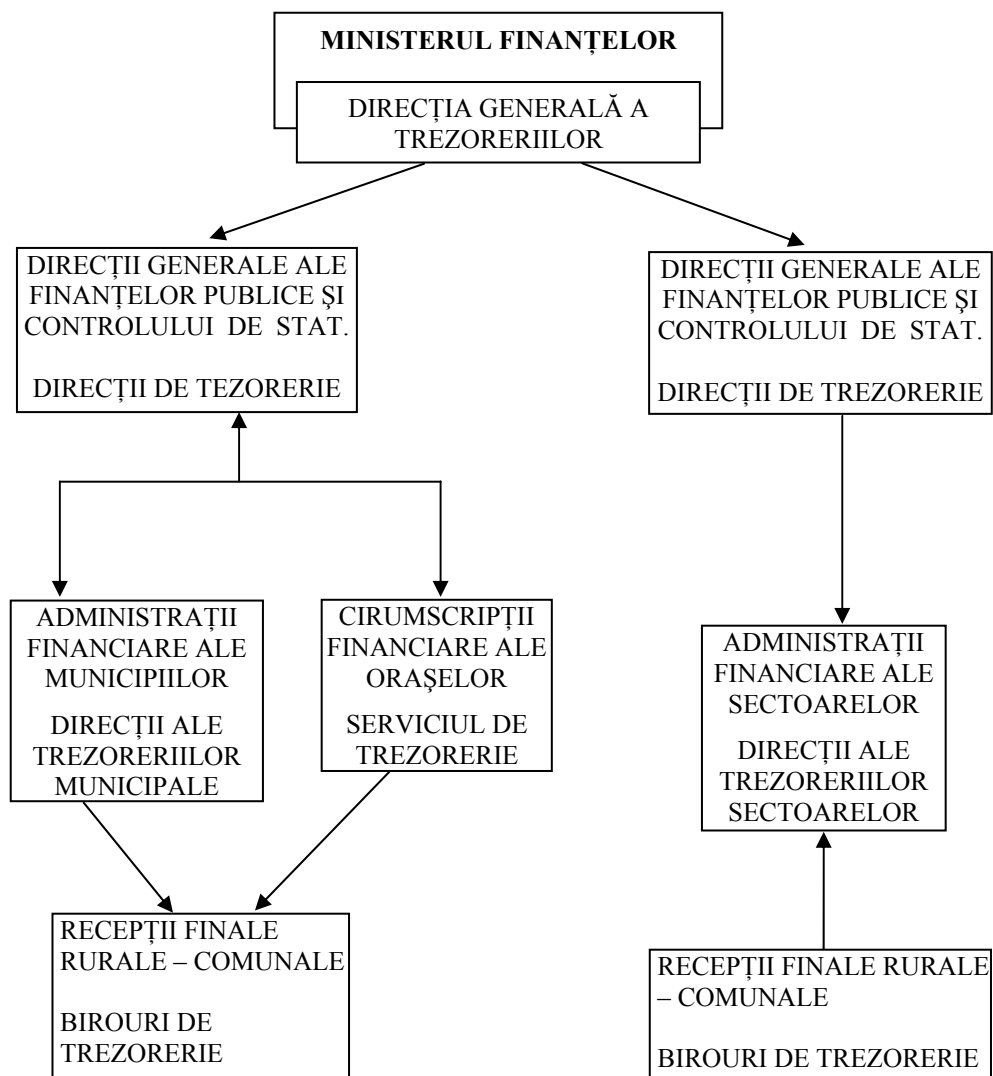 MINISTERUL FINANȚELOR
DIRECȚIA GENERALĂ A
TREZORERIILOR
DIRECȚII GENERALE ALE
FINANȚELOR PUBLICE ŞI
CONTROLULUI DE STAT.
DIRECȚII DE TEZORERIE
DIRECȚII GENERALE ALE
FINANȚELOR PUBLICE ŞI
CONTROLULUI DE STAT.
DIRECȚII DE TREZORERIE
ADMINISTRAȚII
FINANCIARE ALE
MUNICIPIILOR
DIRECȚII ALE
TREZORERIILOR
MUNICIPALE
CIRUMSCRIPȚII
FINANCIARE ALE
ORAŞELOR
SERVICIUL DE
TREZORERIE
ADMINISTRAȚII
FINANCIARE ALE
SECTOARELOR
DIRECȚII ALE
TREZORERIILOR
SECTOARELOR
RECEPȚII FINALE
RURALE – COMUNALE
BIROURI DE
TREZORERIE
RECEPȚII FINALE RURALE
– COMUNALE
BIROURI DE TREZORERIE